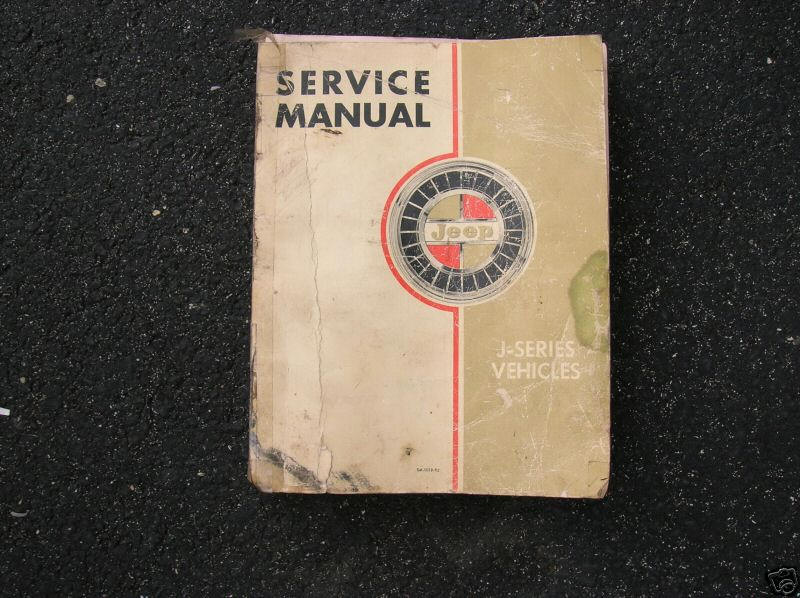 SERVICE
MANUAL
Jeep
J-SERIES
VEHICLES